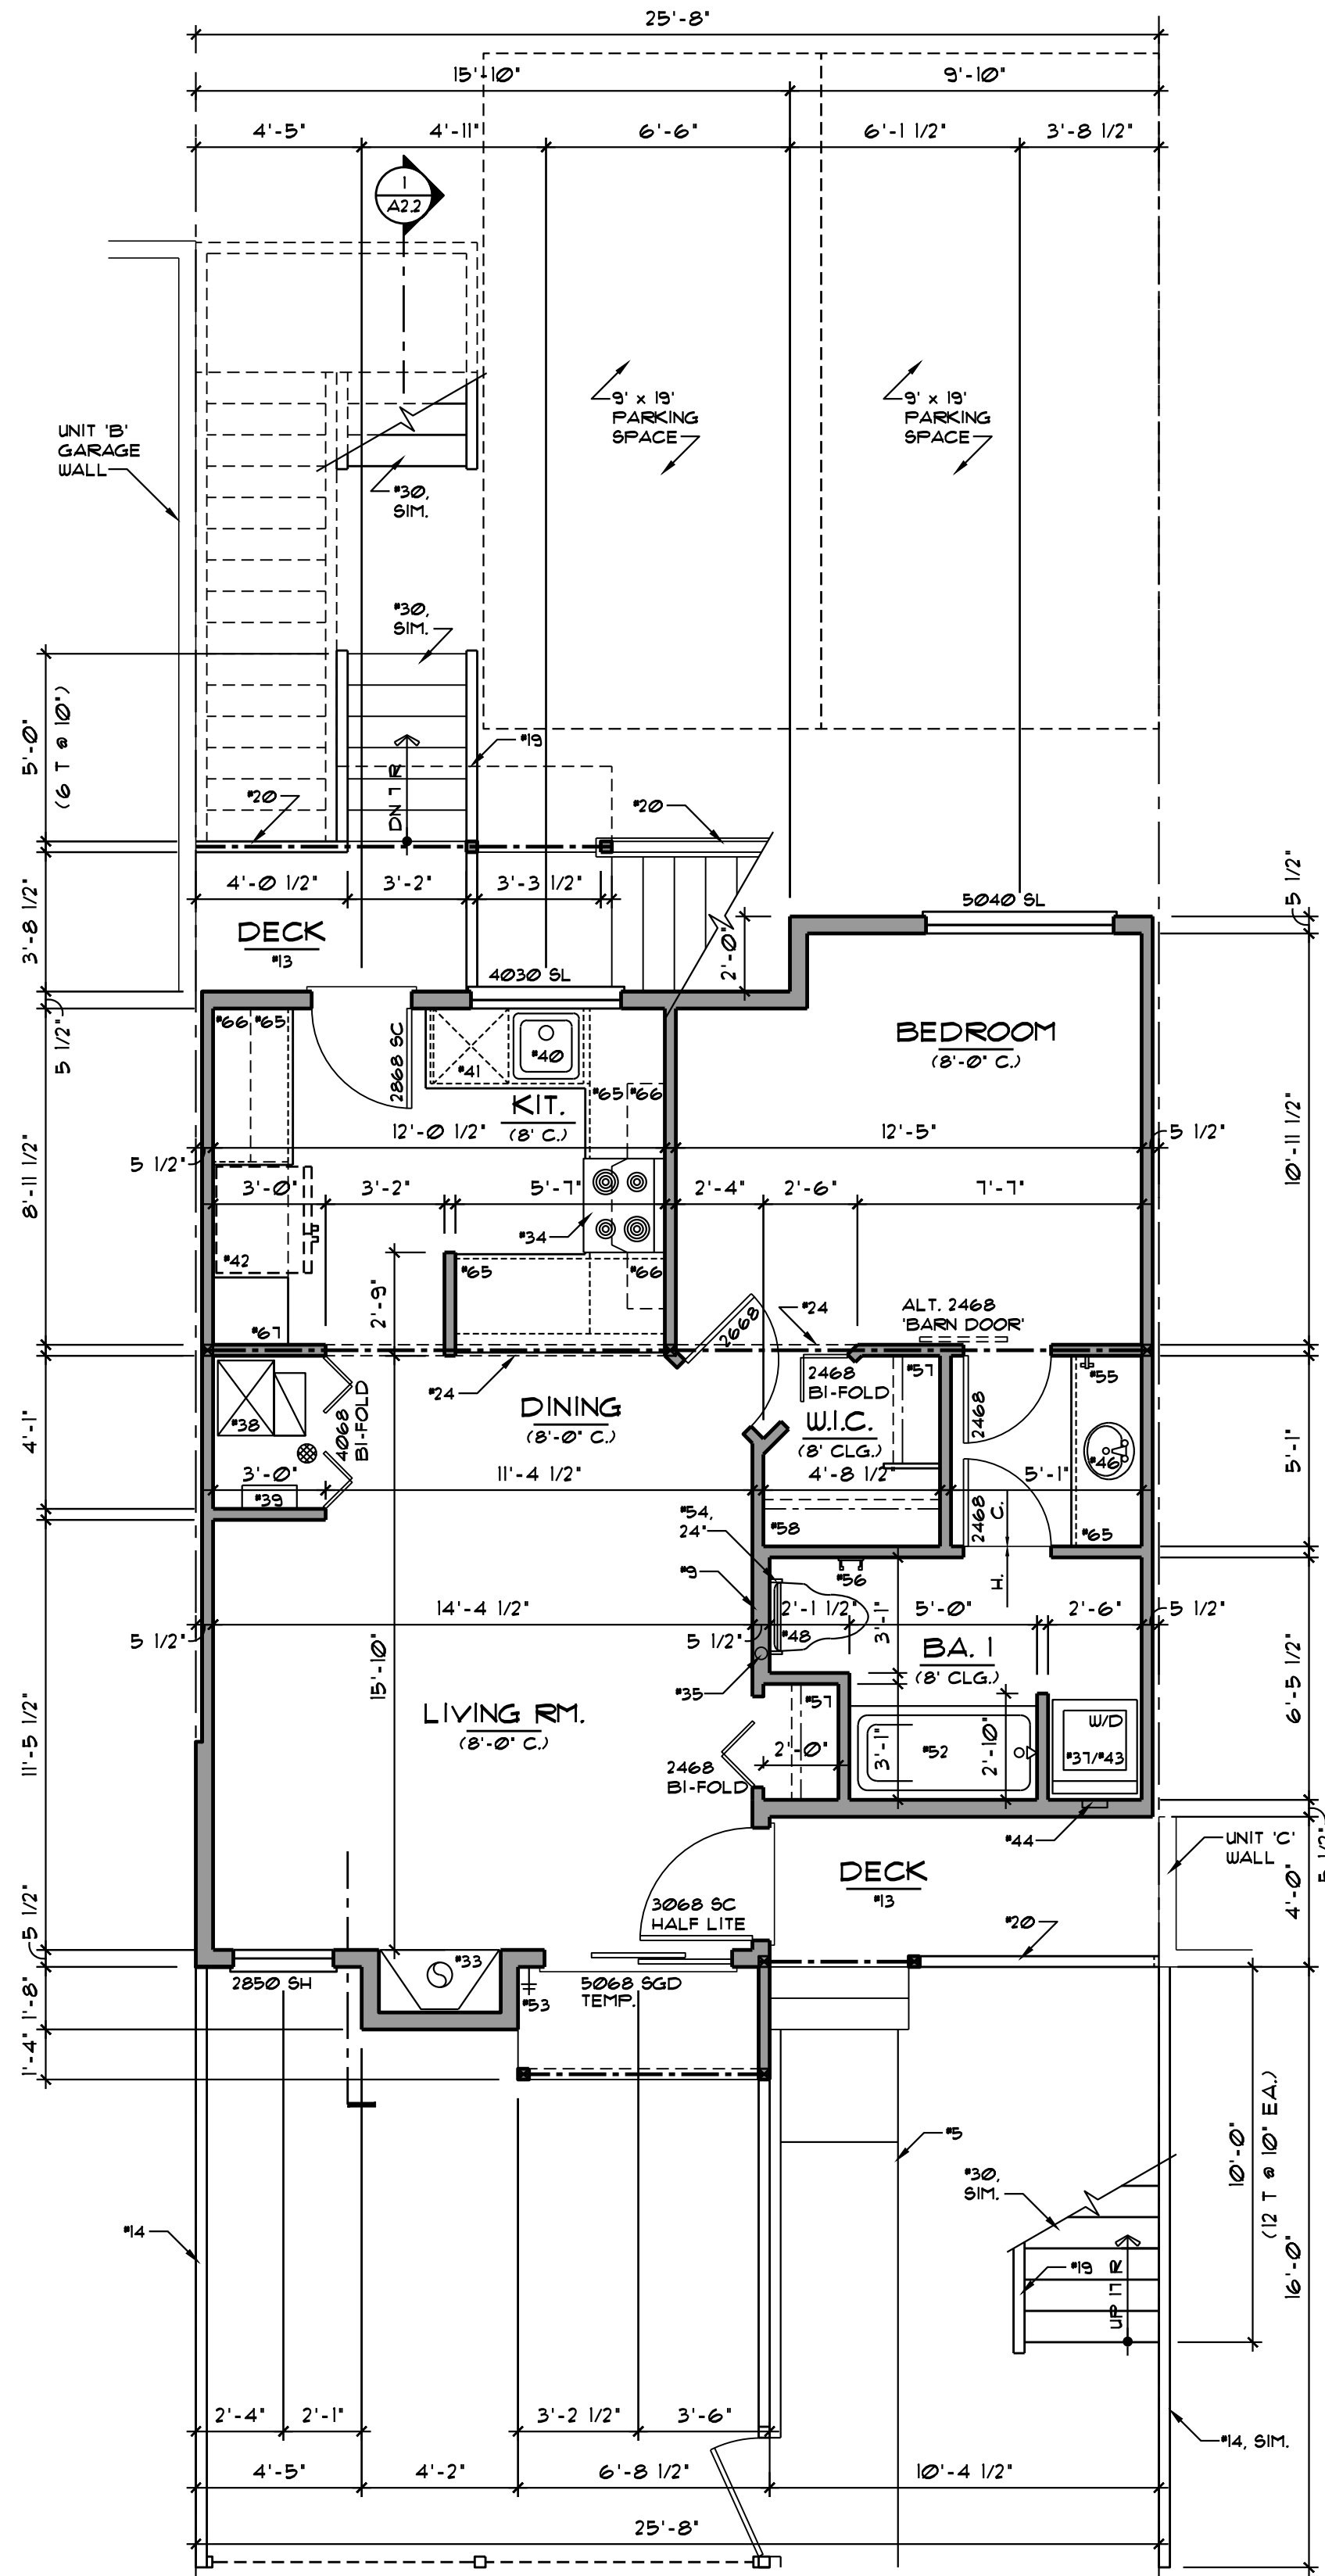 25'-8"
15'-10"
9'-10"
4'-5"
4'-11"
6'-6"
6'-1 1/2"
3'-8 1/2"
1
A2.2
9' x 19'
PARKING
SPACE
9' x 19'
PARKING
SPACE
UNIT 'B'
GARAGE
WALL
#30,
SIM.
#30,
SIM.
5'-0"
(6 T @ 10")
#19
DN 7 R
#20
#20
4'-0 1/2"
3'-2"
3'-3 1/2"
3'-8 1/2"
5040 SL
5 1/2"
DECK
#13
2'-0"
4030 SL
5 1/2"
#66
#65
2868 SC
#40
#41
BEDROOM
(8'-0" C.)
#65
#66
KIT.
(8' C.)
12'-0 1/2"
12'-5"
5 1/2"
5 1/2"
10'-11 1/2"
8'-11 1/2"
3'-0"
3'-2"
5'-7"
2'-4"
2'-6"
7'-7"
#34
#42
#65
#66
2'-9"
ALT. 2468
'BARN DOOR'
#24
2668
#67
#24
2468
BI-FOLD
#57
#55
4068
BI-FOLD
#38
4'-1"
DINING
(8'-0" C.)
W.I.C.
(8' CLG.)
2468
#46
5'-1"
3'-0"
11'-4 1/2"
4'-8 1/2"
5'-1"
#39
#54,
24"
#58
2468
C.
#65
H.
#9
#56
14'-4 1/2"
2'-1 1/2"
5'-0"
2'-6"
5 1/2"
5 1/2"
5 1/2"
#48
3'-1"
BA. 1
(8' CLG.)
15'-10"
#35
6'-5 1/2"
LIVING RM.
(8'-0" C.)
#57
W/D
2'-0"
3'-1"
#52
2'-10"
#37/#43
2468
BI-FOLD
11'-5 1/2"
#44
UNIT 'C'
WALL
5 1/2"
DECK
#13
4'-0"
3068 SC
HALF LITE
#20
5 1/2"
#33
2850 SH
#53
5068 SGD
TEMP.
1'-8"
1'-4"
#5
10'-0"
(12 T @ 10" EA.)
#30,
SIM.
#14
#19
UP 17 R
16'-0"
2'-4"
2'-1"
3'-2 1/2"
3'-6"
#14, SIM.
4'-5"
4'-2"
6'-8 1/2"
10'-4 1/2"
25'-8"